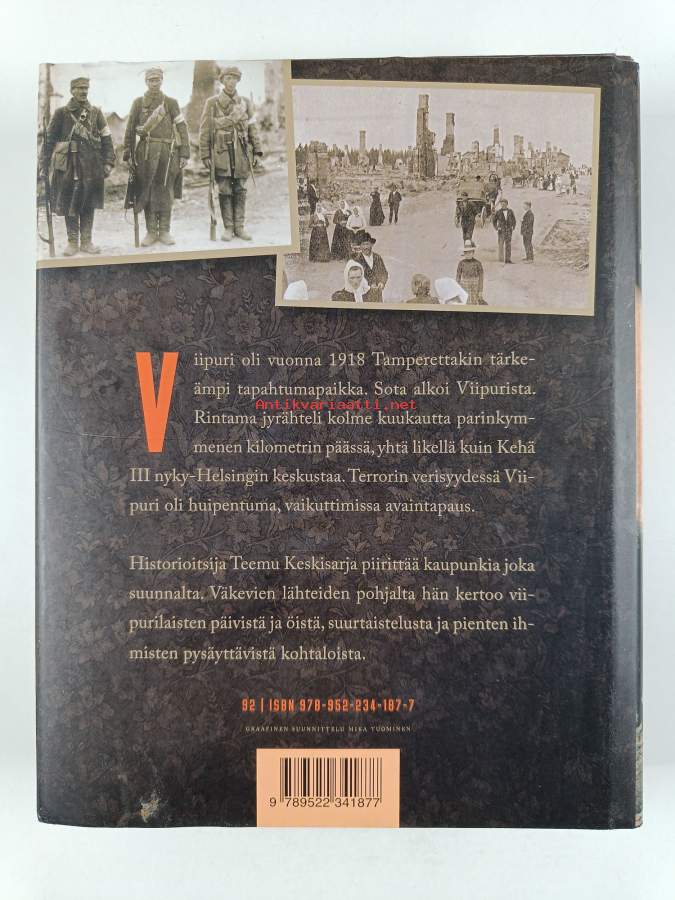 Viipuri oli vuonna 1918 Tamperettakin tärke-
ämpi tapahtumapaikka. Sota alkoi Viipurista.
Antikvariaatti.net
Rintama jyrähteli kolme kuukautta parinkym-
menen kilometrin päässä, yhtä likellä kuin Kehä
III nyky-Helsingin keskustaa. Terrorin verisyydessä Vii-
puri oli huipentuma, vaikuttimissa avaintapaus.
Historioitsija Teemu Keskisarja piirittää kaupunkia joka
suunnalta. Väkevien lähteiden pohjalta hän kertoo vii-
purilaisten päivistä ja öistä, suurtaistelusta ja pienten ih-
misten pysäyttävistä kohtaloista.
92 | ISBN 978-952-234-187-7
GRAAFINEN SUUNNITTELU MIKA TUOMINEN
9 789522 341877